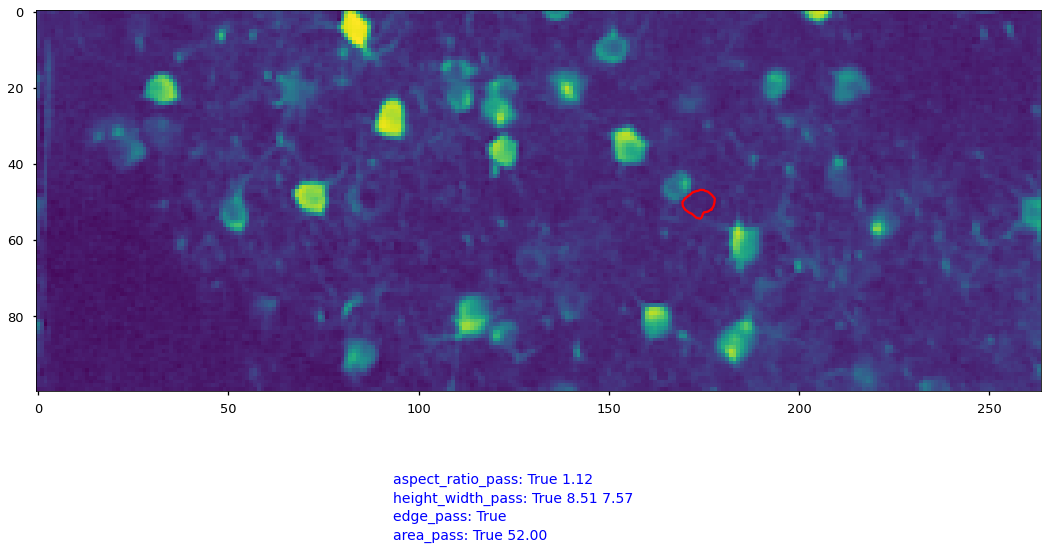 0
20
40
60
80
0 50 100 150 200 250
aspect_ratio_pass: True 1.12
height_width_pass: True 8.51 7.57
edge_pass: True
area_pass: True 52.00